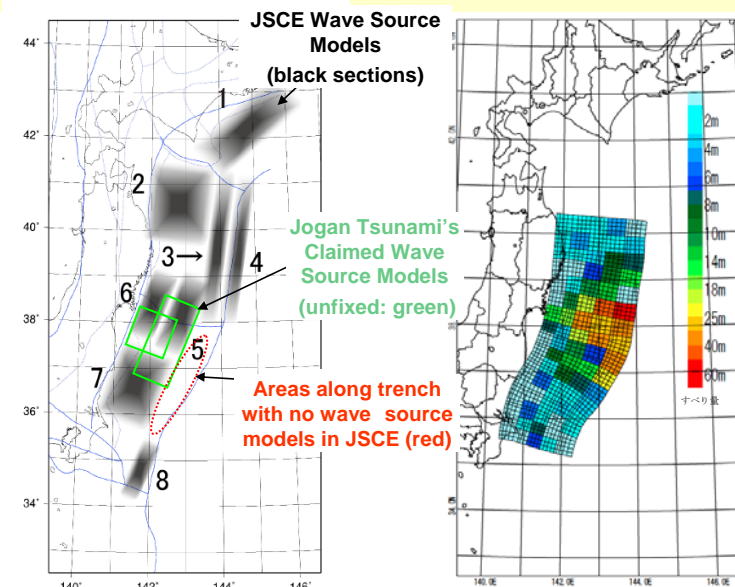 JSCE Wave Source
Models
(black sections)
44˚
42˚
40˚
38˚
36˚
34˚
1
2
3→
4
Jogan Tsunami's
Claimed Wave
Source Models
(unfixed: green)
6
5
7
Areas along trench
with no wave source
models in JSCE (red)
8
140˚
142˚
144˚
146˚
2m
4m
6m
8m
10m
14m
18m
25m
40m
60m
すべり量
34.0N
140.0E
142.0E
144.0E
146.0E